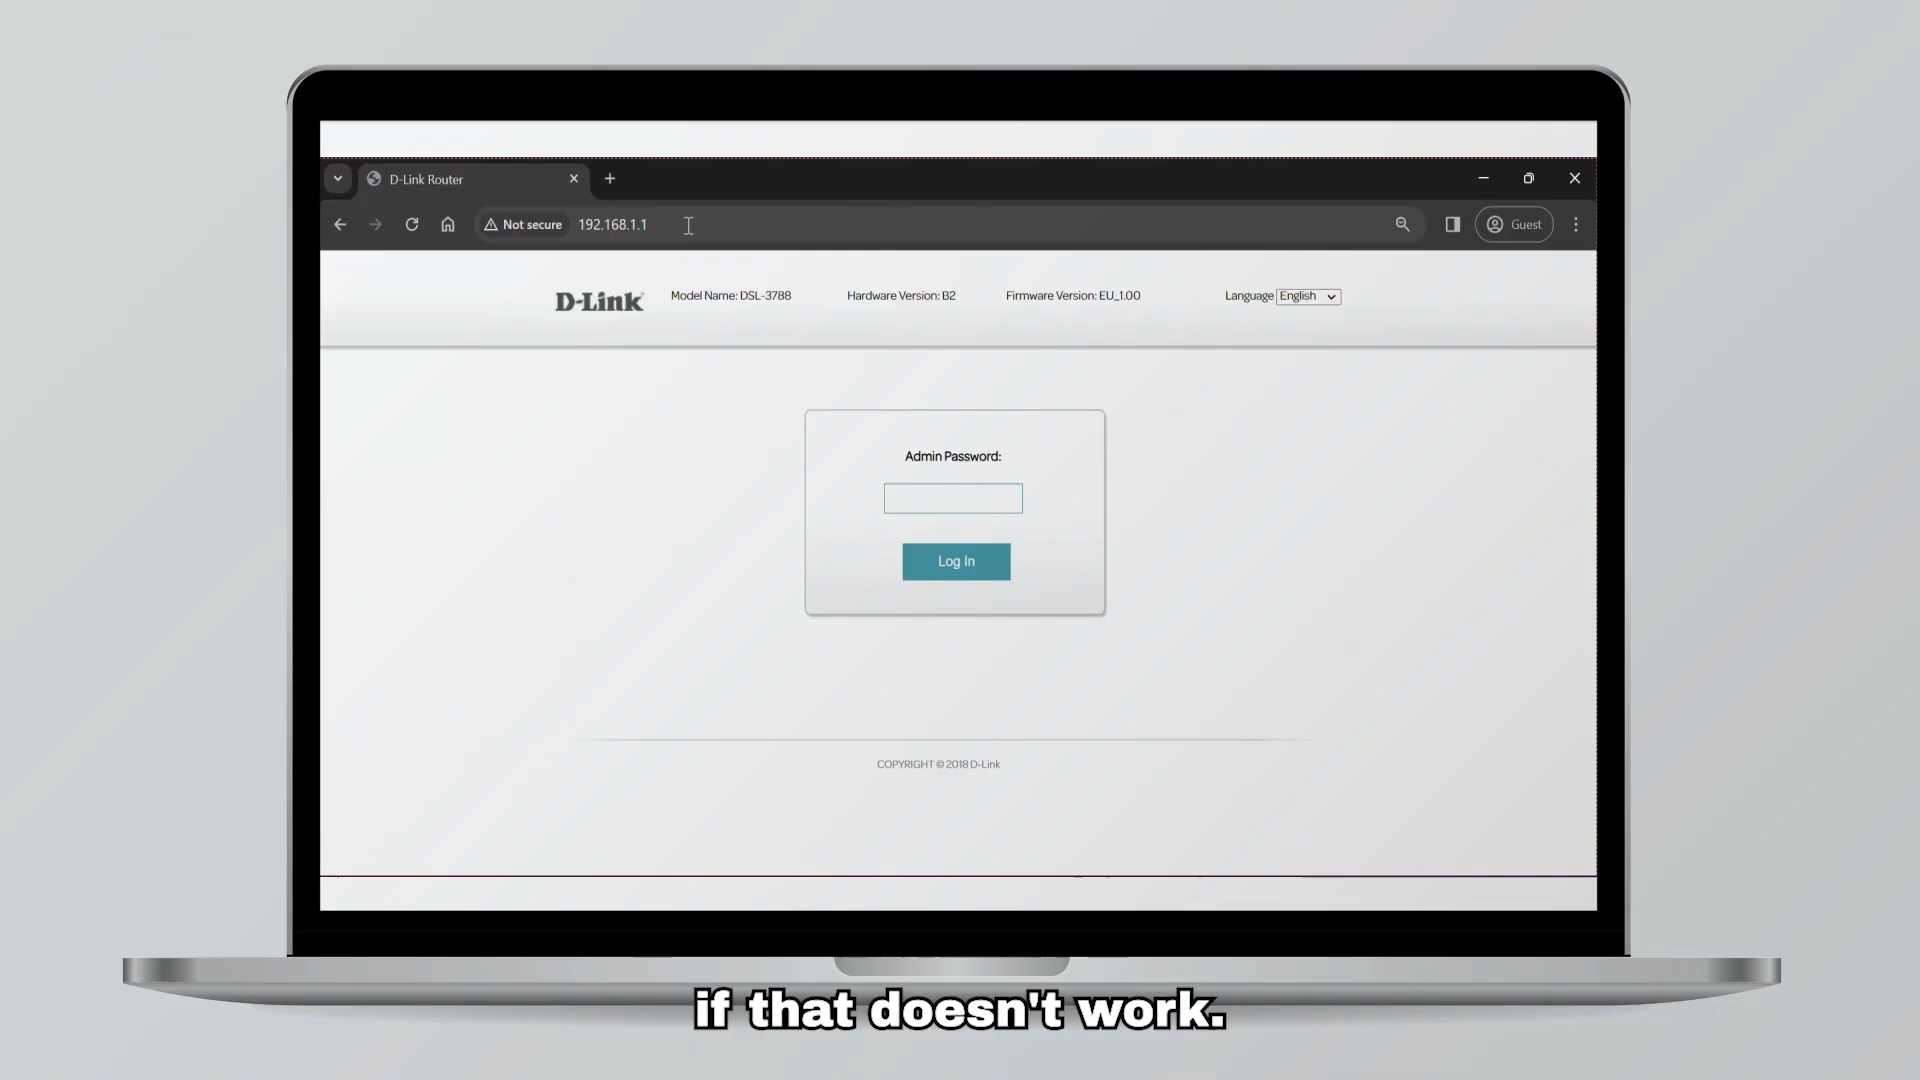 D-Link Router
Not secure
192.168.1.1
Guest
D-Link
Model Name: DSL-3788
Hardware Version: B2
Firmware Version: EU_1.00
Language
English
Admin Password:
Log In
COPYRIGHT © 2018 D-Link
if that doesn't work.